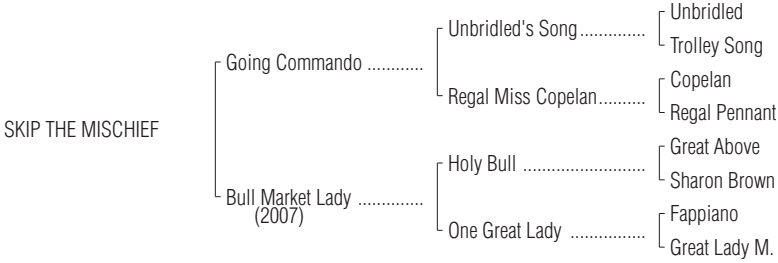 Unbridled
Unbridled's Song..............
Trolley Song
Going Commando ............
Copelan
Regal Miss Copelan..........
Regal Pennant
SKIP THE MISCHIEF
Great Above
Holy Bull ..........................
Sharon Brown
Bull Market Lady ..............
(2007)
Fappiano
One Great Lady ................
Great Lady M.